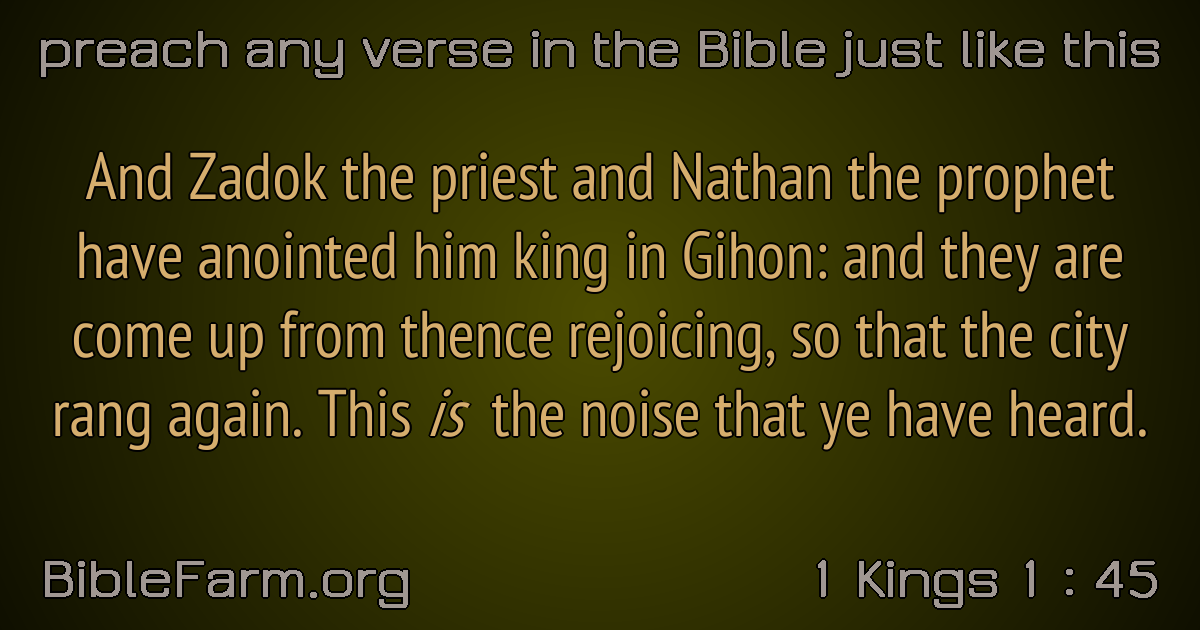 preach any verse in the Bible just like this
And Zadok the priest and Nathan the prophet
have anointed him king in Gihon: and they are
come up from thence rejoicing, so that the city
rang again. This is the noise that ye have heard.
BibleFarm.org
1 Kings 1 : 45